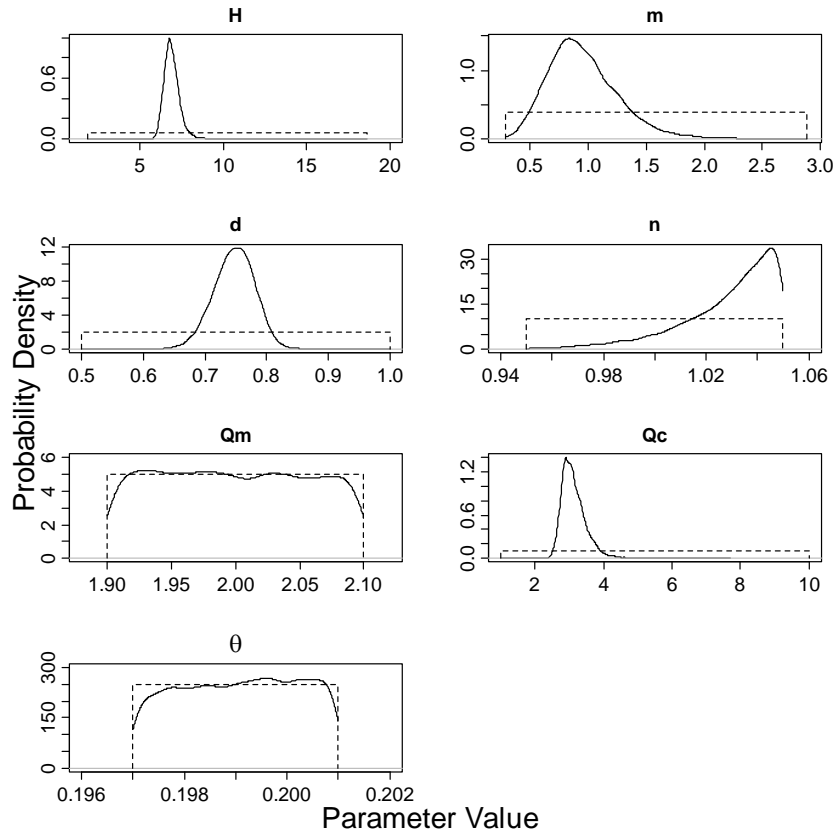 H
m
0.0 0.6
5 10 15 20
0.0 1.0
0.5 1.0 1.5 2.0 2.5 3.0
d
n
0 4 8 12
0.5 0.6 0.7 0.8 0.9 1.0
0 15 30
0.94 0.98 1.02 1.06
Probability Density
Qm
Qc
0 2 4 6
1.90 1.95 2.00 2.05 2.10
0.0 0.6 1.2
2 4 6 8 10
θ
0 150 300
0.196 0.198 0.200 0.202
Parameter Value